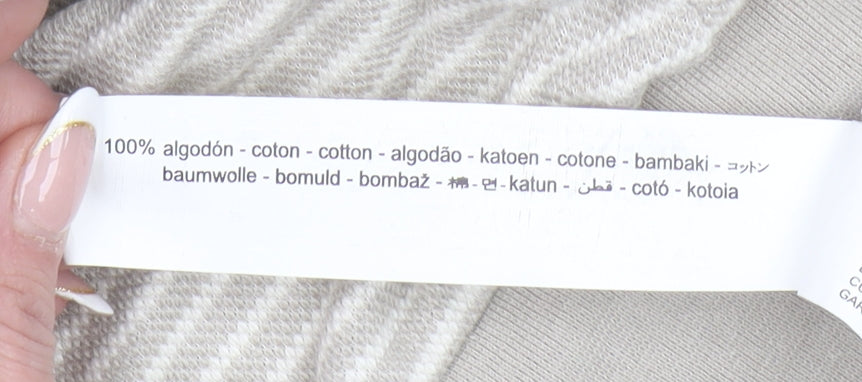 100% algodón - coton - cotton - algodão - katoen - cotone - bambaki - コットン
baumwolle - bomuld - bombaž - 棉 - 면 - katun - قطن - cotó - kotoia